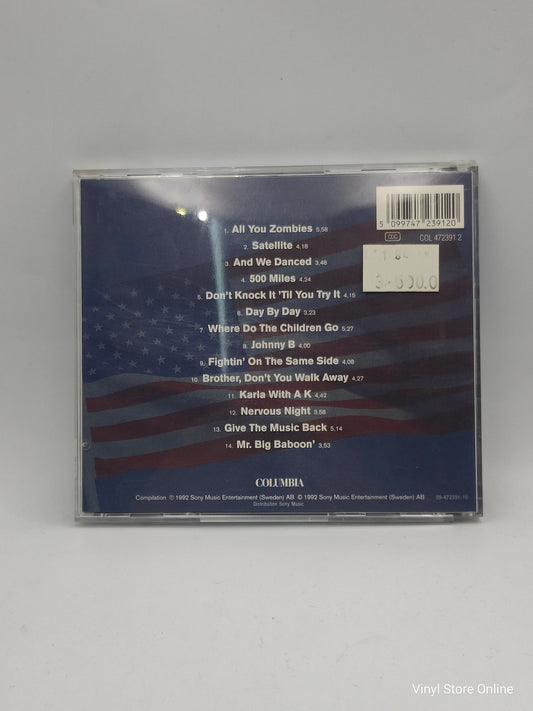 5 099747 239120
CDC COL 472391 2
1. All You Zombies 5,58
2. Satellite 4,18
3. And We Danced 3,48
4. 500 Miles 4,24
5. Don't Knock It 'Til You Try It 4,15
6. Day By Day 3,23
7. Where Do The Children Go 5,27
8. Johnny B 4,00
9. Fightin' On The Same Side 4,08
10. Brother, Don't You Walk Away 4,27
11. Karla With A K 4,42
12. Nervous Night 3,58
13. Give The Music Back 5,14
14. Mr. Big Baboon' 3,53
COLUMBIA
Compilation ℗ 1992 Sony Music Entertainment (Sweden) AB © 1992 Sony Music Entertainment (Sweden) AB
Distribution Sony Music
Vinyl Store Online